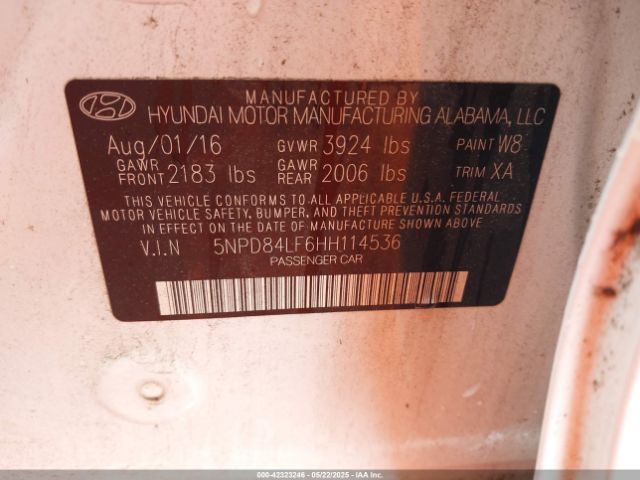 MANUFACTURED BY
HYUNDAI MOTOR MANUFACTURING ALABAMA, LLC
Aug/01/16 GVWR 3924 lbs PAINT W8
GAWR FRONT 2183 lbs GAWR REAR 2006 lbs TRIM XA
THIS VEHICLE CONFORMS TO ALL APPLICABLE U.S.A. FEDERAL
MOTOR VEHICLE SAFETY, BUMPER, AND THEFT PREVENTION
STANDARDS IN EFFECT ON THE DATE OF MANUFACTURE SHOWN ABOVE
V.I.N 5NPD84LF6HH114536
PASSENGER CAR
000-42323246 - 05/22/2025 - IAAI.COM